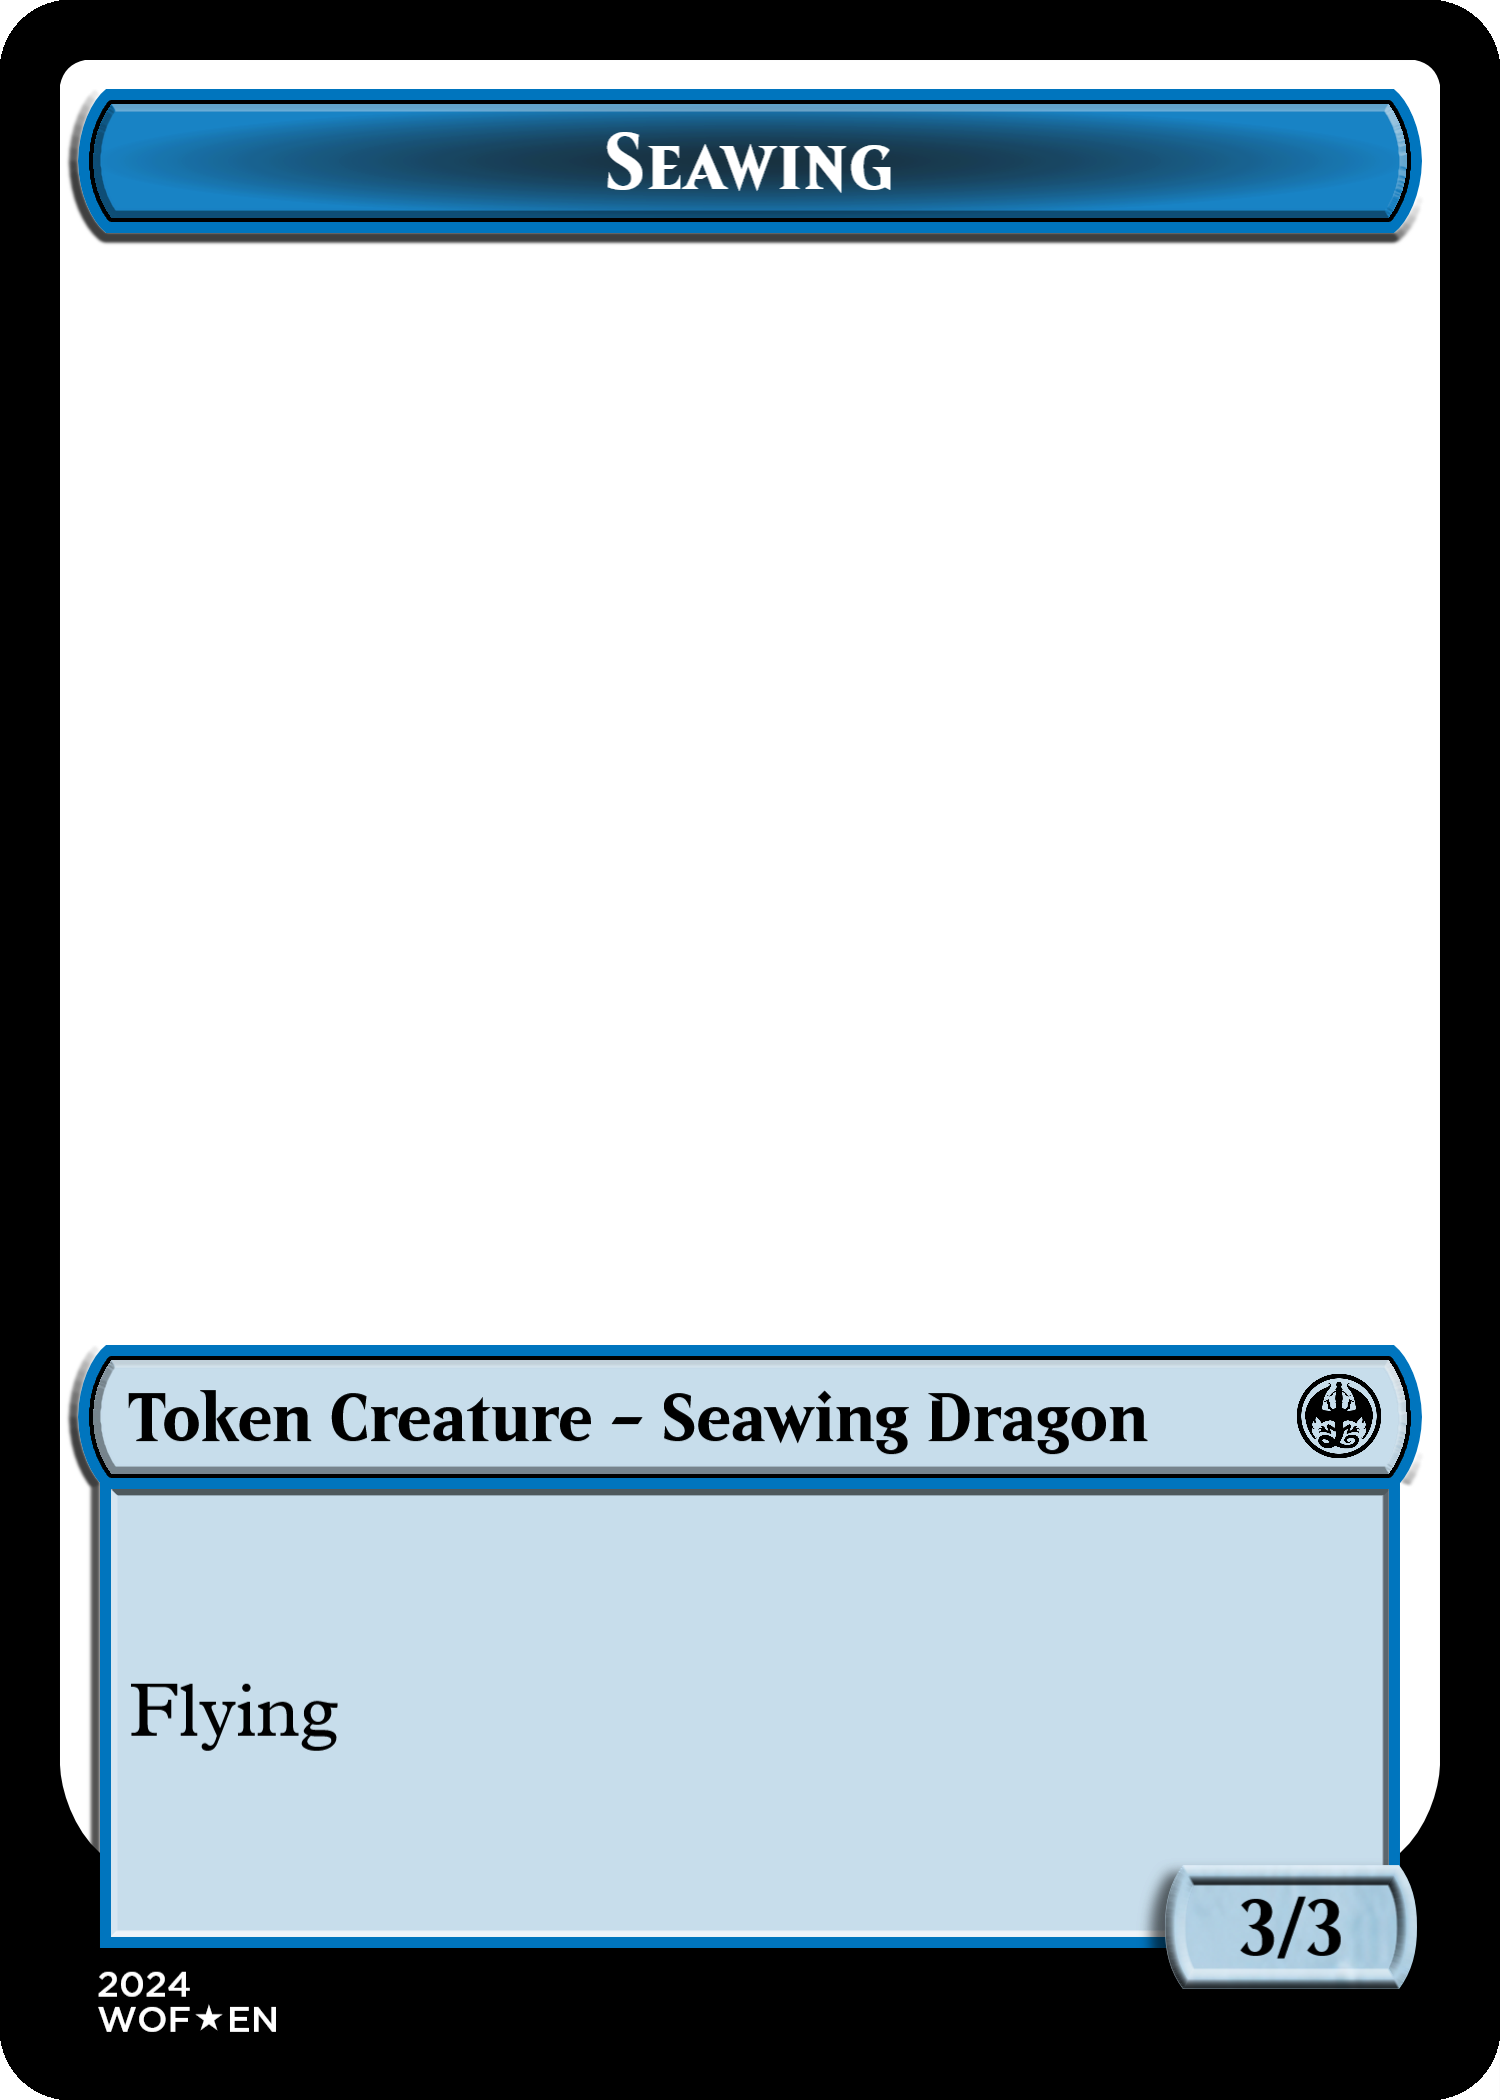 Seawing
Token Creature – Seawing Dragon
Flying
3/3
2024
WOF★EN